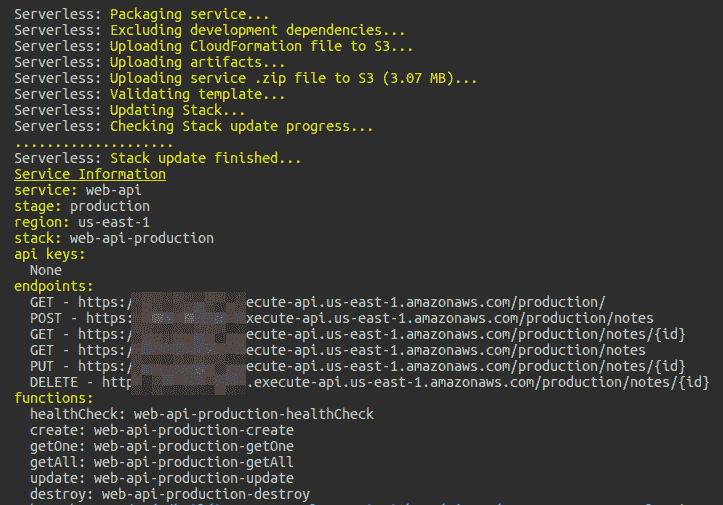 Serverless: Packaging service...
Serverless: Excluding development dependencies...
Serverless: Uploading CloudFormation file to S3...
Serverless: Uploading artifacts...
Serverless: Uploading service .zip file to S3 (3.07 MB)...
Serverless: Validating template...
Serverless: Updating Stack...
Serverless: Checking Stack update progress...
....................
Serverless: Stack update finished...
Service Information
service: web-api
stage: production
region: us-east-1
stack: web-api-production
api keys:
  None
endpoints:
  GET - https:/ ecute-api.us-east-1.amazonaws.com/production/
  POST - https: xecute-api.us-east-1.amazonaws.com/production/notes
  GET - https:/ ecute-api.us-east-1.amazonaws.com/production/notes/{id}
  GET - https:/ xecute-api.us-east-1.amazonaws.com/production/notes
  PUT - https:/ ecute-api.us-east-1.amazonaws.com/production/notes/{id}
  DELETE - http .execute-api.us-east-1.amazonaws.com/production/notes/{id}
functions:
  healthCheck: web-api-production-healthCheck
  create: web-api-production-create
  getOne: web-api-production-getOne
  getAll: web-api-production-getAll
  update: web-api-production-update
  destroy: web-api-production-destroy